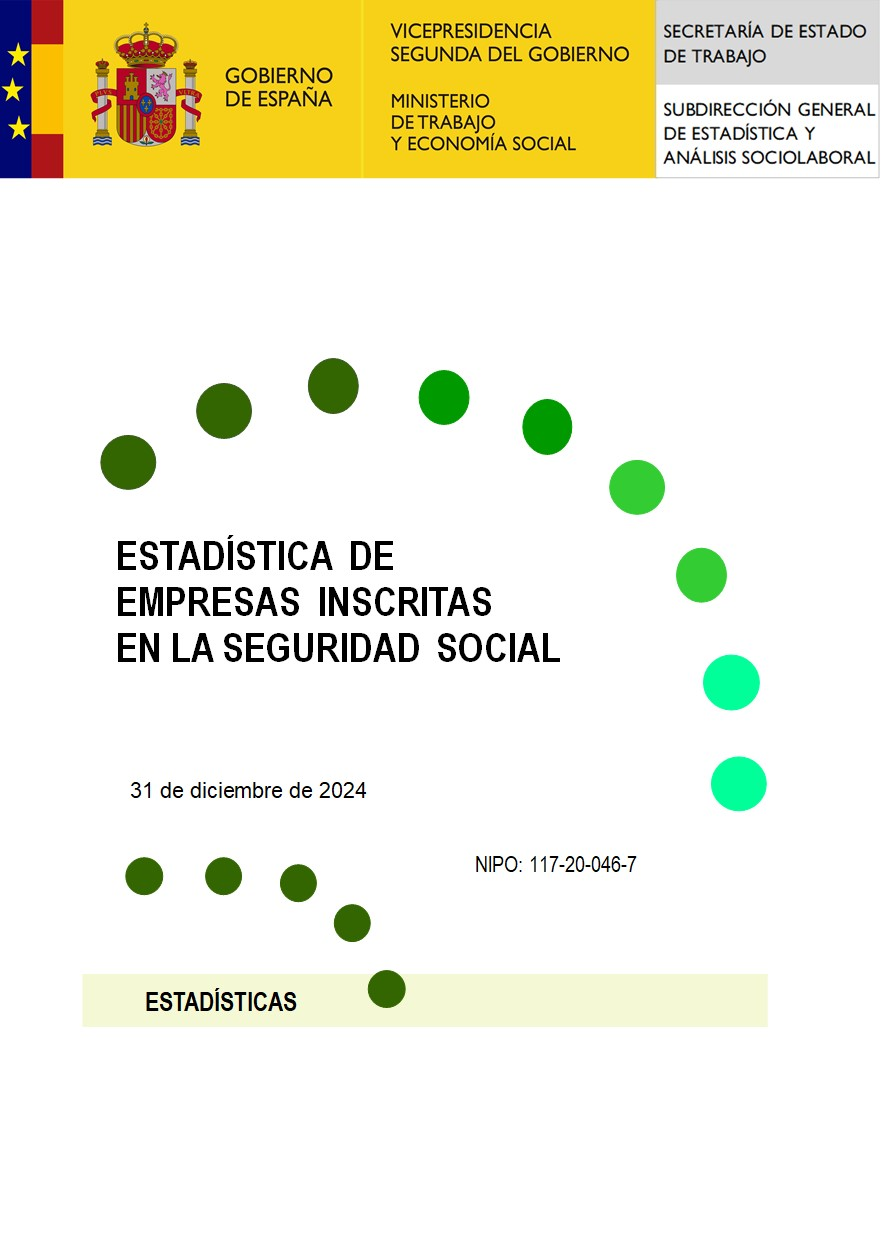 GOBIERNO
DE ESPAÑA
VICEPRESIDENCIA
SEGUNDA DEL GOBIERNO
MINISTERIO
DE TRABAJO
Y ECONOMÍA SOCIAL
SECRETARÍA DE ESTADO
DE TRABAJO
SUBDIRECCIÓN GENERAL
DE ESTADÍSTICA Y
ANÁLISIS SOCIOLABORAL
ESTADÍSTICA DE
EMPRESAS INSCRITAS
EN LA SEGURIDAD SOCIAL
31 de diciembre de 2024
NIPO: 117-20-046-7
ESTADÍSTICAS